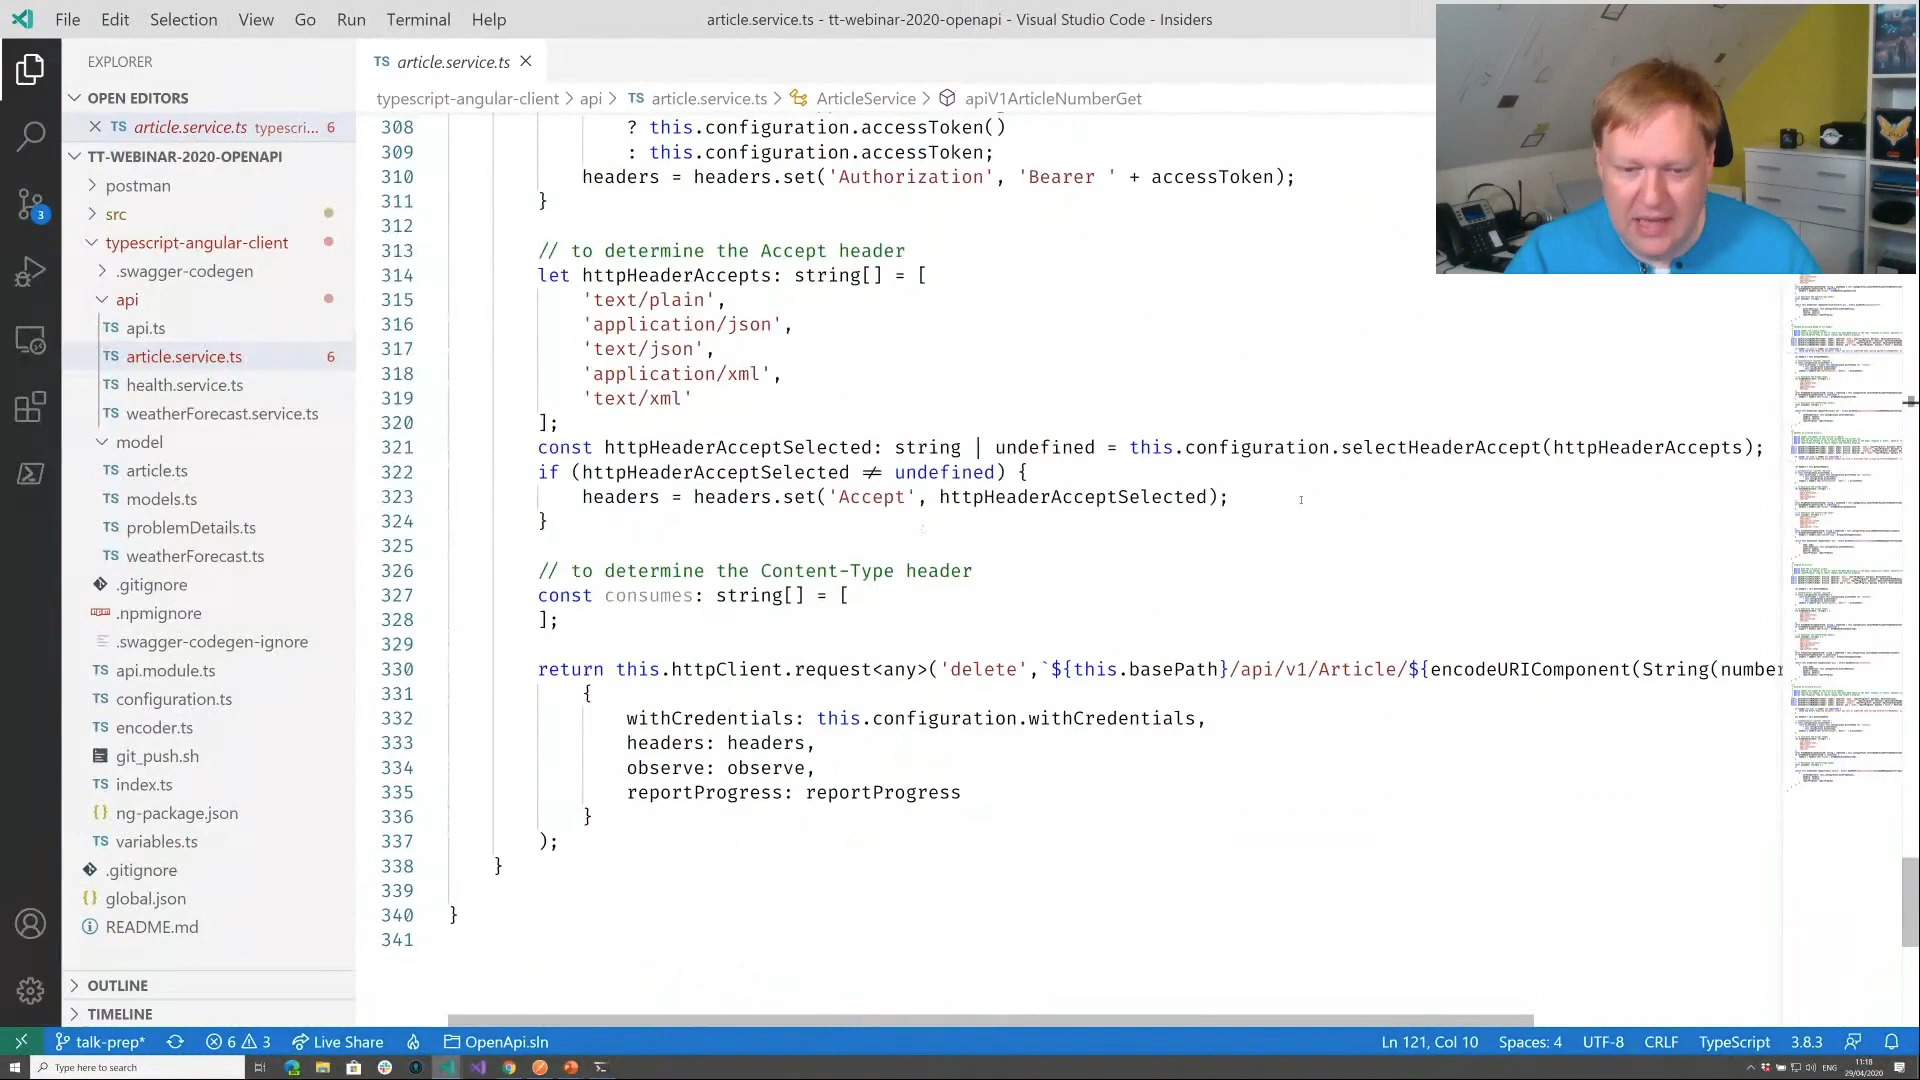 File Edit Selection View Go Run Terminal Help
article.service.ts - tt-webinar-2020-openapi - Visual Studio Code - Insiders
EXPLORER
OPEN EDITORS
TS article.service.ts typescri... 6
TT-WEBINAR-2020-OPENAPI
postman
src
typescript-angular-client
.swagger-codegen
api
TS api.ts
TS article.service.ts 6
TS health.service.ts
TS weatherForecast.service.ts
model
TS article.ts
TS models.ts
TS problemDetails.ts
TS weatherForecast.ts
.gitignore
.npmignore
.swagger-codegen-ignore
TS api.module.ts
TS configuration.ts
TS encoder.ts
git_push.sh
TS index.ts
{} ng-package.json
TS variables.ts
.gitignore
{} global.json
README.md
OUTLINE
TIMELINE
3
TS article.service.ts
typescript-angular-client > api > TS article.service.ts > ArticleService > apiV1ArticleNumberGet
308 ? this.configuration.accessToken()
309 : this.configuration.accessToken;
310 headers = headers.set('Authorization', 'Bearer ' + accessToken);
311 }
312
313 // to determine the Accept header
314 let httpHeaderAccepts: string[] = [
315 'text/plain',
316 'application/json',
317 'text/json',
318 'application/xml',
319 'text/xml'
320 ];
321 const httpHeaderAcceptSelected: string | undefined = this.configuration.selectHeaderAccept(httpHeaderAccepts);
322 if (httpHeaderAcceptSelected ≠ undefined) {
323 headers = headers.set('Accept', httpHeaderAcceptSelected);
324 }
325
326 // to determine the Content-Type header
327 const consumes: string[] = [
328 ];
329
330 return this.httpClient.request<any>('delete',`${this.basePath}/api/v1/Article/${encodeURIComponent(String(number
331 {
332 withCredentials: this.configuration.withCredentials,
333 headers: headers,
334 observe: observe,
335 reportProgress: reportProgress
336 }
337 );
338 }
339
340 }
341
talk-prep* 6 3 Live Share OpenApi.sln Ln 121, Col 10 Spaces: 4 UTF-8 CRLF TypeScript 3.8.3
Type here to search ENG 11:18
29/04/2020